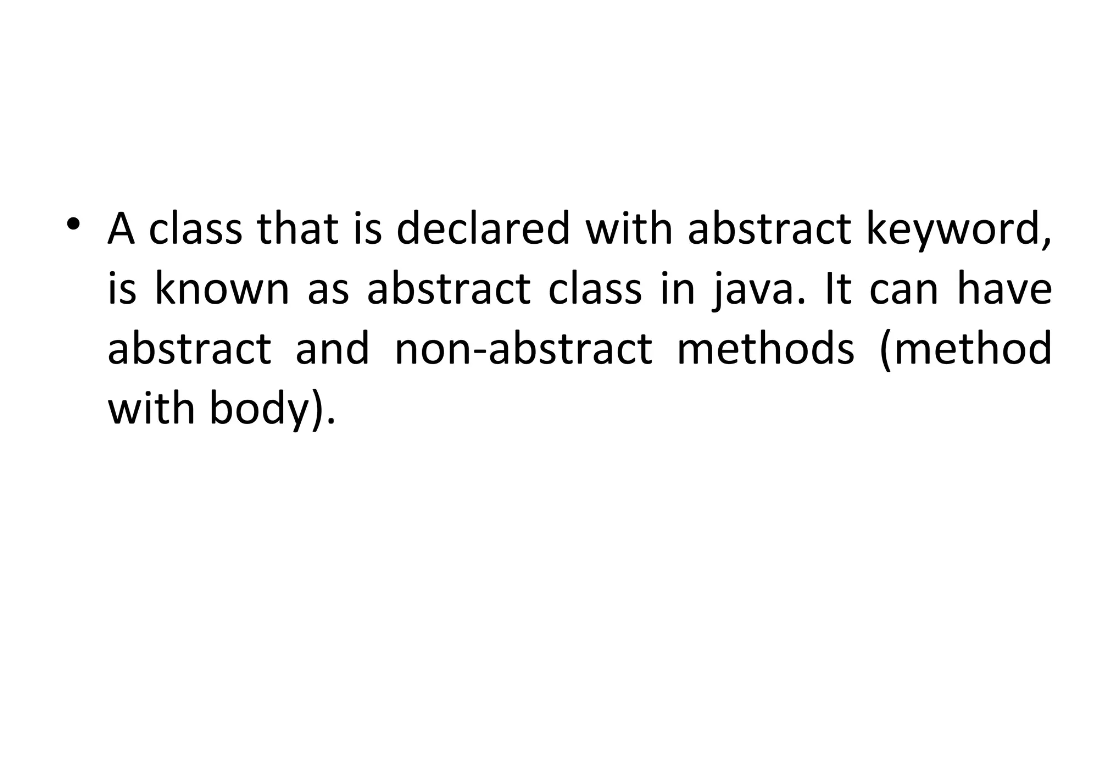 • A class that is declared with abstract keyword,
is known as abstract class in java. It can have
abstract and non-abstract methods (method
with body).